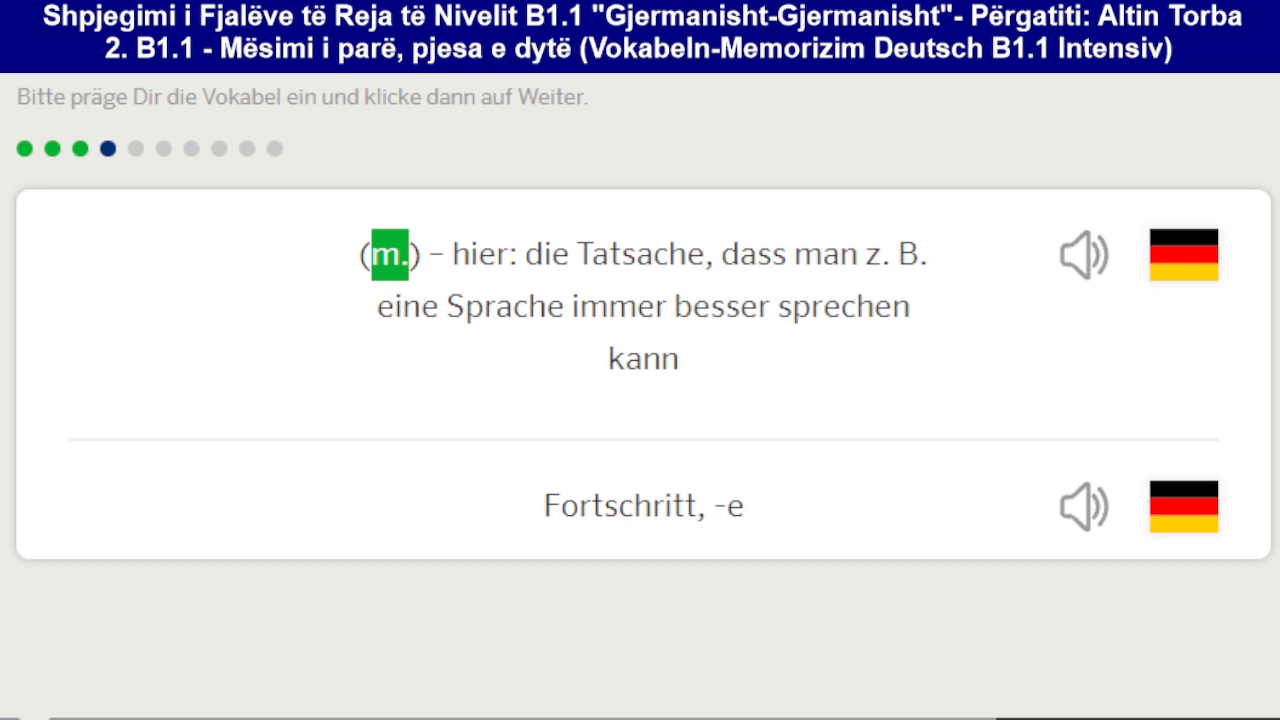 Shpjegimi i Fjalëve të Reja të Nivelit B1.1 "Gjermanisht-Gjermanisht"- Përgatiti: Altin Torba
2. B1.1 - Mësimi i parë, pjesa e dytë (Vokabeln-Memorizim Deutsch B1.1 Intensiv)
Bitte präge Dir die Vokabel ein und klicke dann auf Weiter.
(m.) – hier: die Tatsache, dass man z. B.
eine Sprache immer besser sprechen
kann
Fortschritt, -e